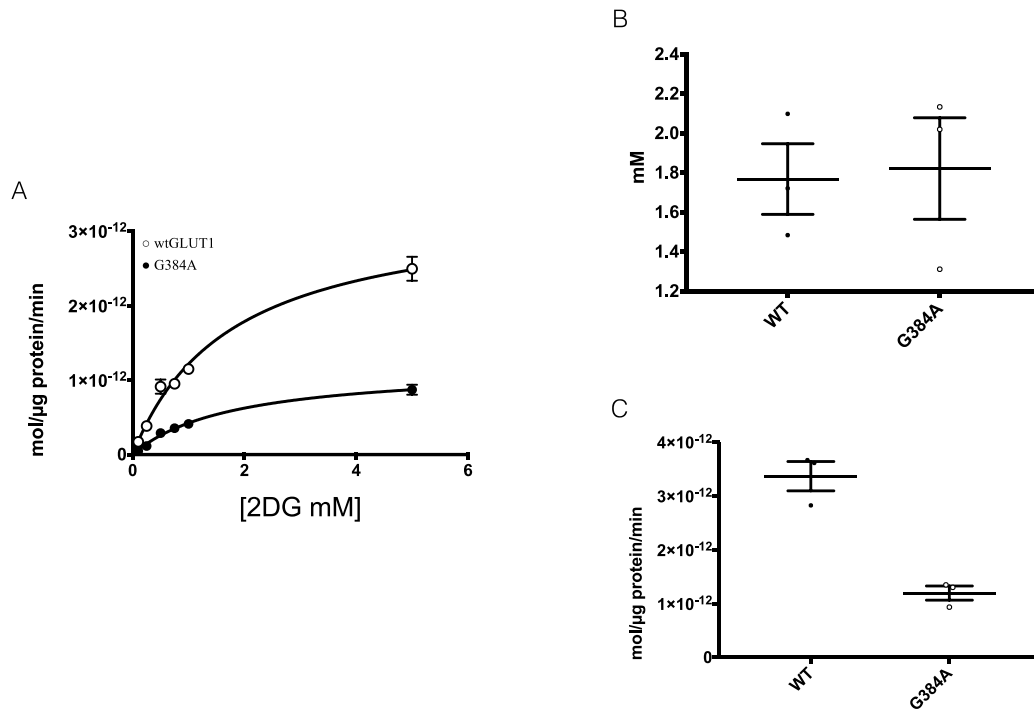 A
3×10⁻¹²
2×10⁻¹²
1×10⁻¹²
0
mol/µg protein/min
wtGLUT1
G384A
0 2 4 6
[2DG mM]
B
2.4
2.2
2.0
1.8
1.6
1.4
1.2
mM
WT G384A
C
4×10⁻¹²
3×10⁻¹²
2×10⁻¹²
1×10⁻¹²
0
mol/µg protein/min
WT G384A